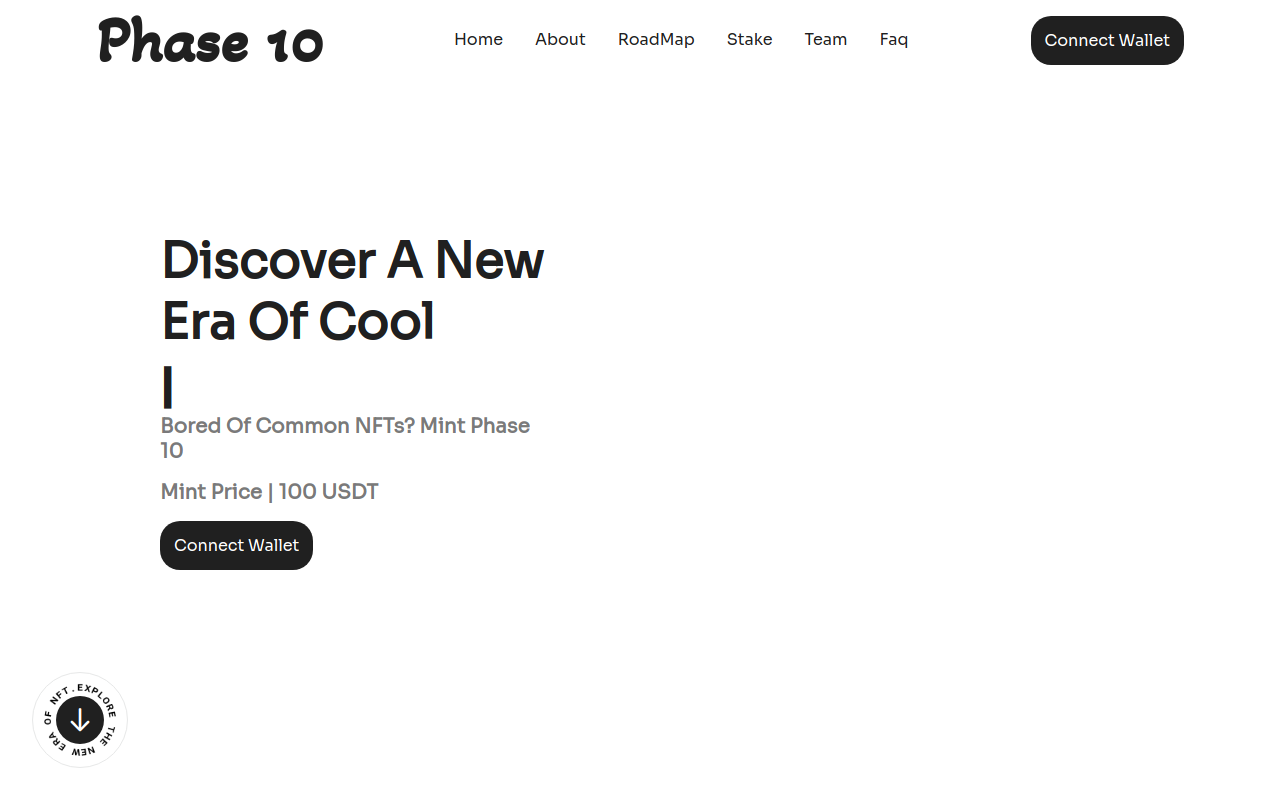 Phase 10
Home About RoadMap Stake Team Faq
Connect Wallet
Discover A New
Era Of Cool
|
Bored Of Common NFTs? Mint Phase
10
Mint Price | 100 USDT
Connect Wallet
EXPLORE THE NEW ERA OF NFT.